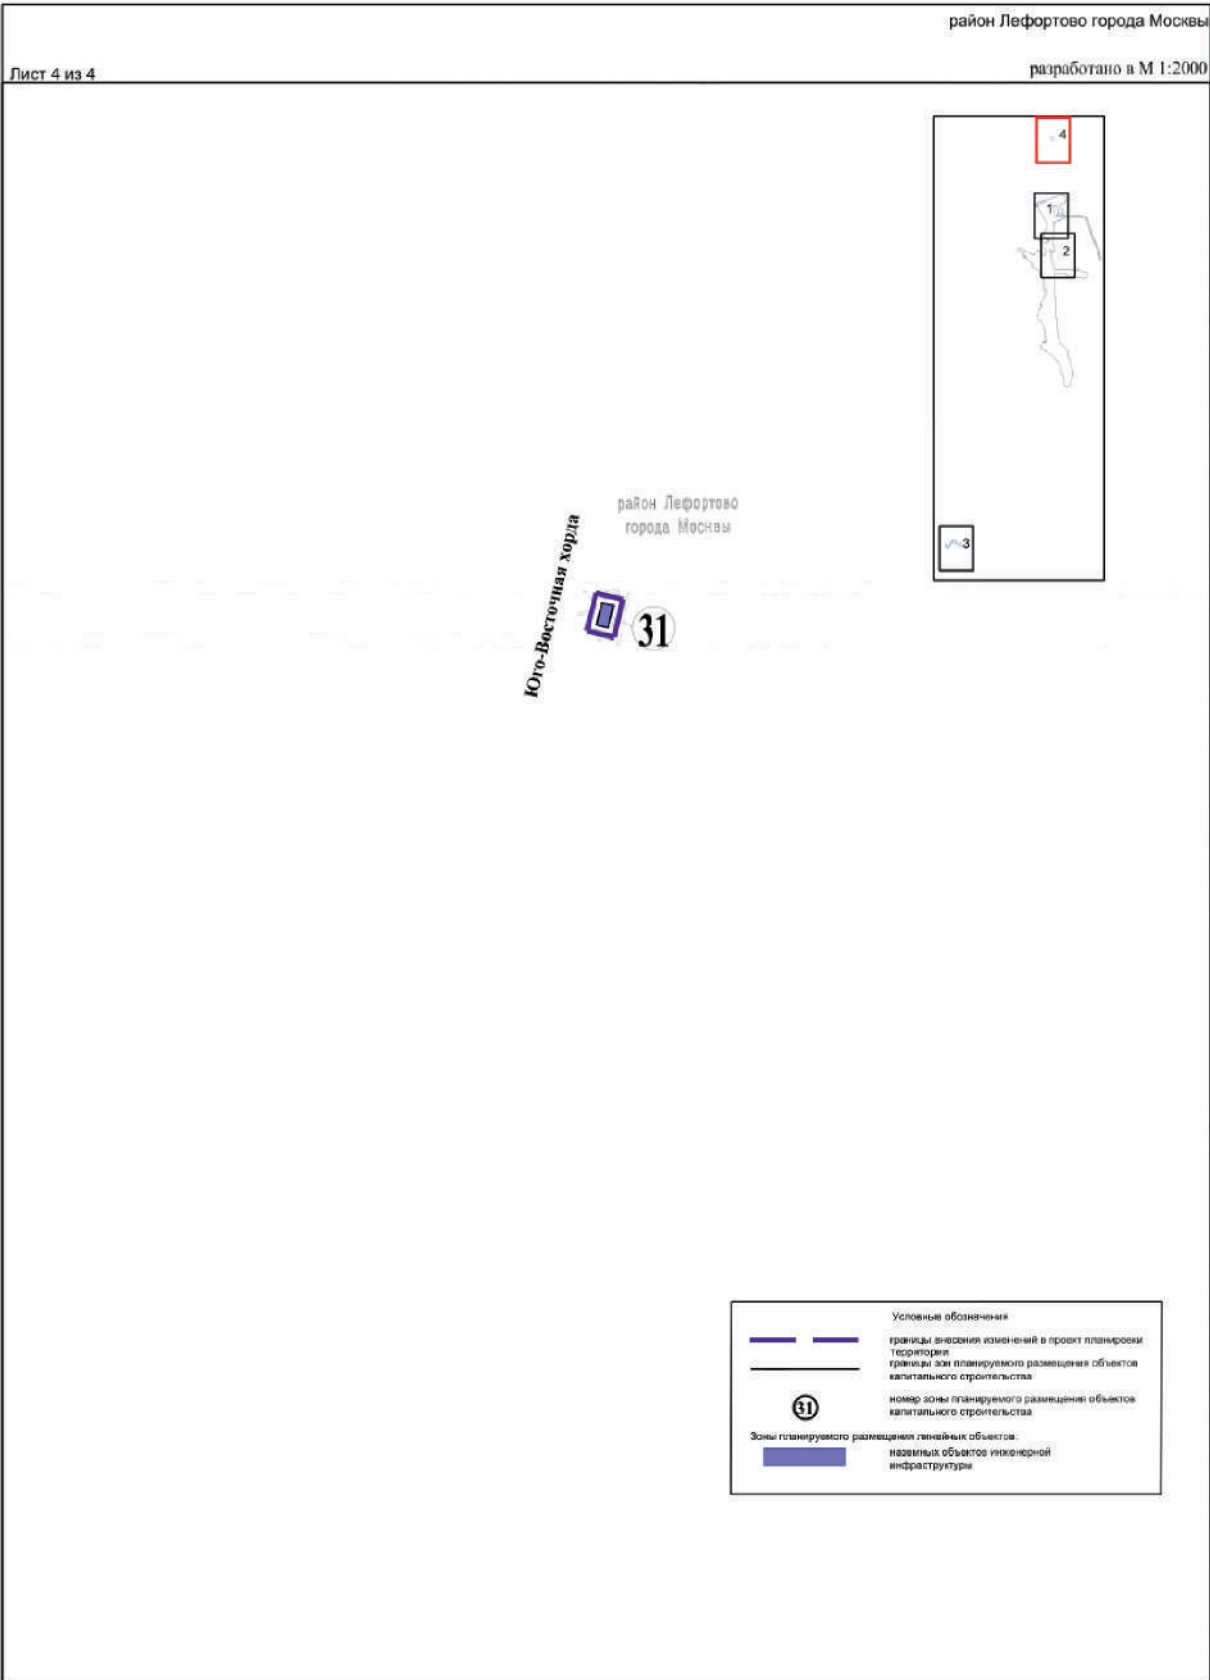 район Лефортово города Москвы
Лист 4 из 4
разработано в М 1:2000
4
1
2
3
район Лефортово
города Москвы
Юго-Восточная хорда
31
Условные обозначения
границы внесения изменений в проект планировки
территории
границы зон планируемого размещения объектов
капитального строительства
31
номер зоны планируемого размещения объектов
капитального строительства
Зоны планируемого размещения линейных объектов:
наземных объектов инженерной
инфраструктуры